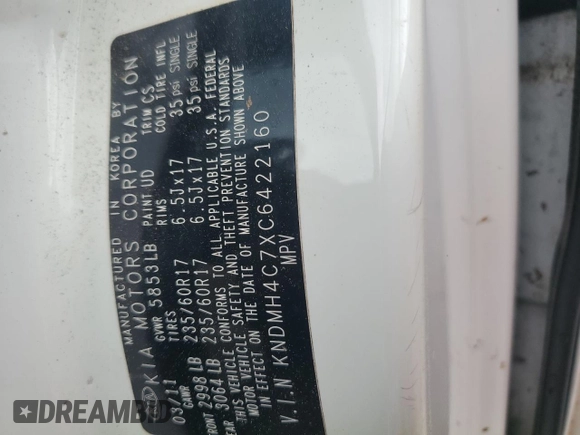 MANUFACTURED IN KOREA BY
KIA MOTORS CORPORATION
03/11 GVWR 5853LB PAINT UD TRIM CS
GAWR TIRES RIMS COLD TIRE INFL
FRONT 2998 LB 235/60R17 6.5Jx17 35 psi SINGLE
REAR 3064 LB 235/60R17 6.5Jx17 35 psi SINGLE
THIS VEHICLE CONFORMS TO ALL APPLICABLE U.S.A. FEDERAL
MOTOR VEHICLE SAFETY AND THEFT PREVENTION STANDARDS
IN EFFECT ON THE DATE OF MANUFACTURE SHOWN ABOVE
V.I.N KNDMH4C7XC6422160
MPV
DREAMBID